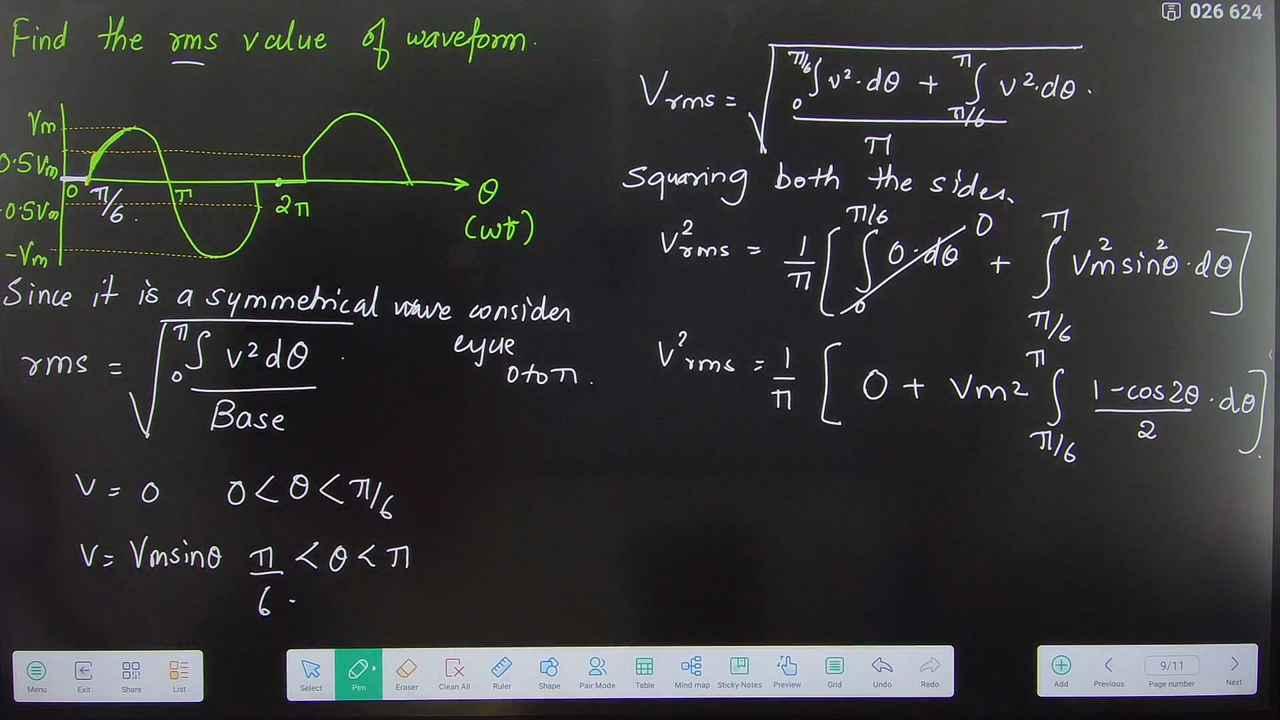 026 624
Find the rms value of waveform.
Vm
0.5Vm
0
π/6
π
2π
θ
(ωt)
-0.5Vm
-Vm
Since it is a symmetrical wave consider
cycle
0 to π.
rms = √(₀∫^π v² dθ / Base)
v = 0 0 < θ < π/6
v = Vm sinθ π/6 < θ < π
Vrms = √((₀∫^(π/6) v²·dθ + ∫_(π/6)^π v²·dθ) / π)
Squaring both the sides.
V²rms = 1/π [∫₀^(π/6) 0·dθ 0 + ∫_(π/6)^π Vm² sin²θ·dθ]
V²rms = 1/π [0 + Vm² ∫_(π/6)^π (1-cos2θ)/2 · dθ]
Menu Exit Share List Select Pen Eraser Clean All Ruler Shape Pair Mode Table Mind map Sticky-Notes Preview Grid Undo Redo Add Previous 9/11 Page number Next